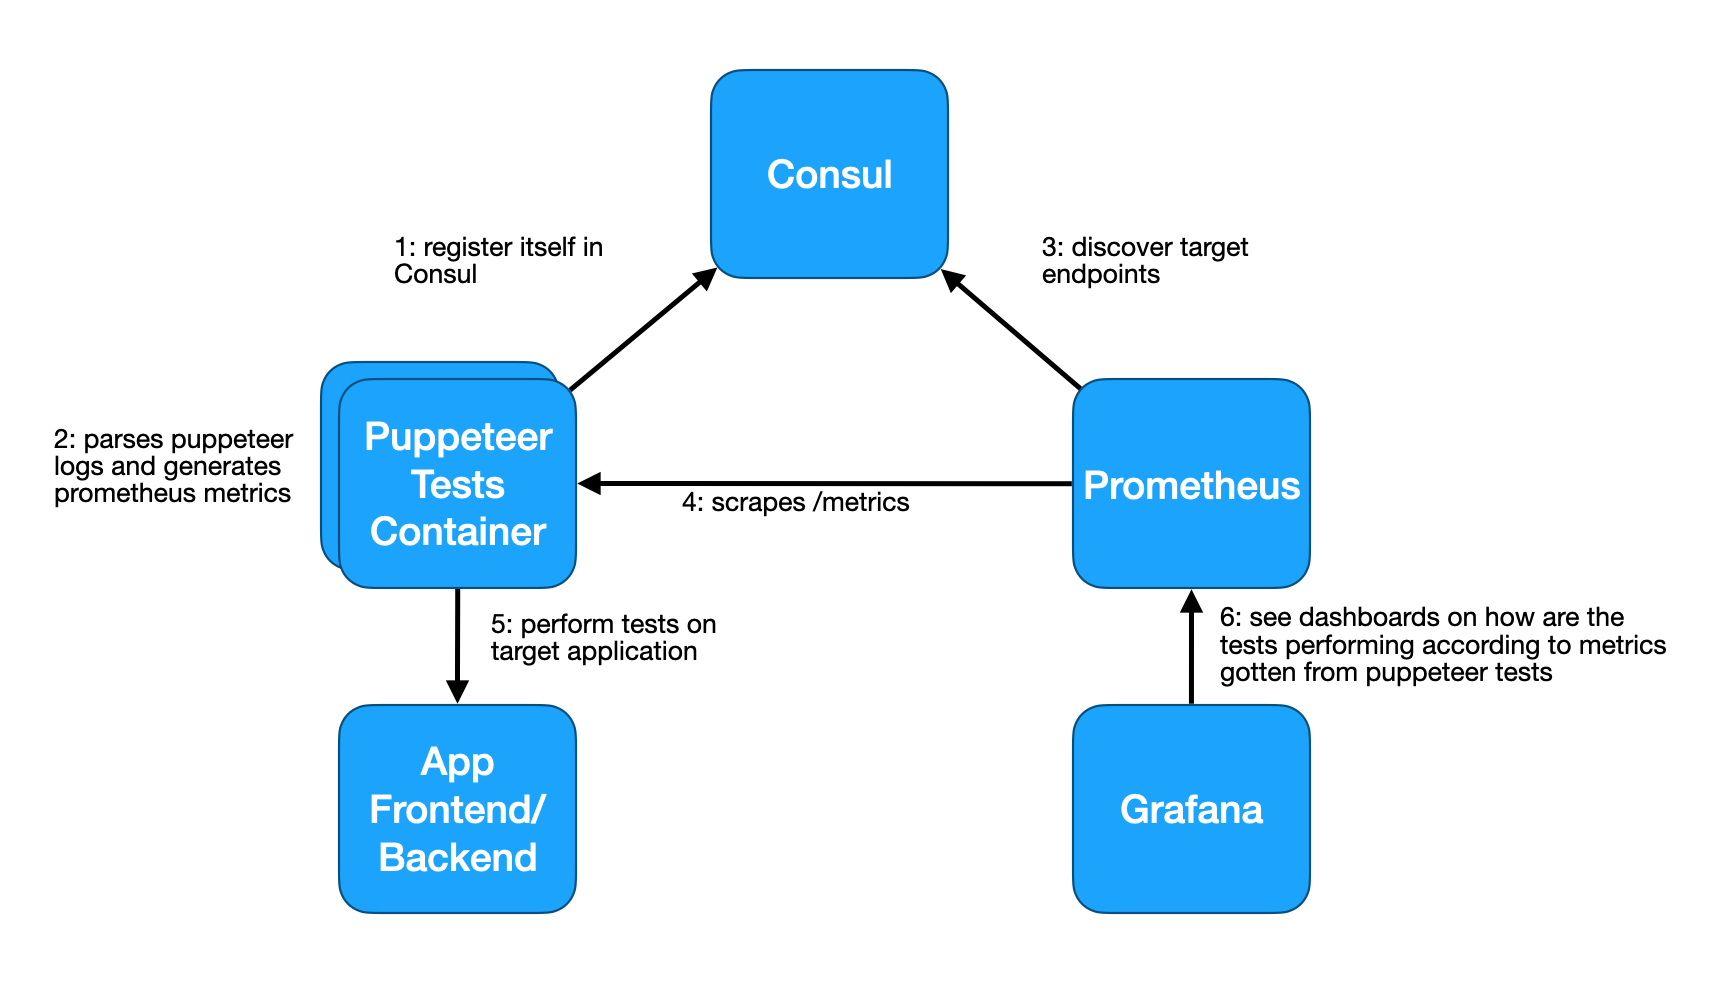 Consul
1: register itself in
Consul
3: discover target
endpoints
2: parses puppeteer
logs and generates
prometheus metrics
Puppeteer
Tests
Container
4: scrapes /metrics
Prometheus
5: perform tests on
target application
6: see dashboards on how are the
tests performing according to metrics
gotten from puppeteer tests
App
Frontend/
Backend
Grafana